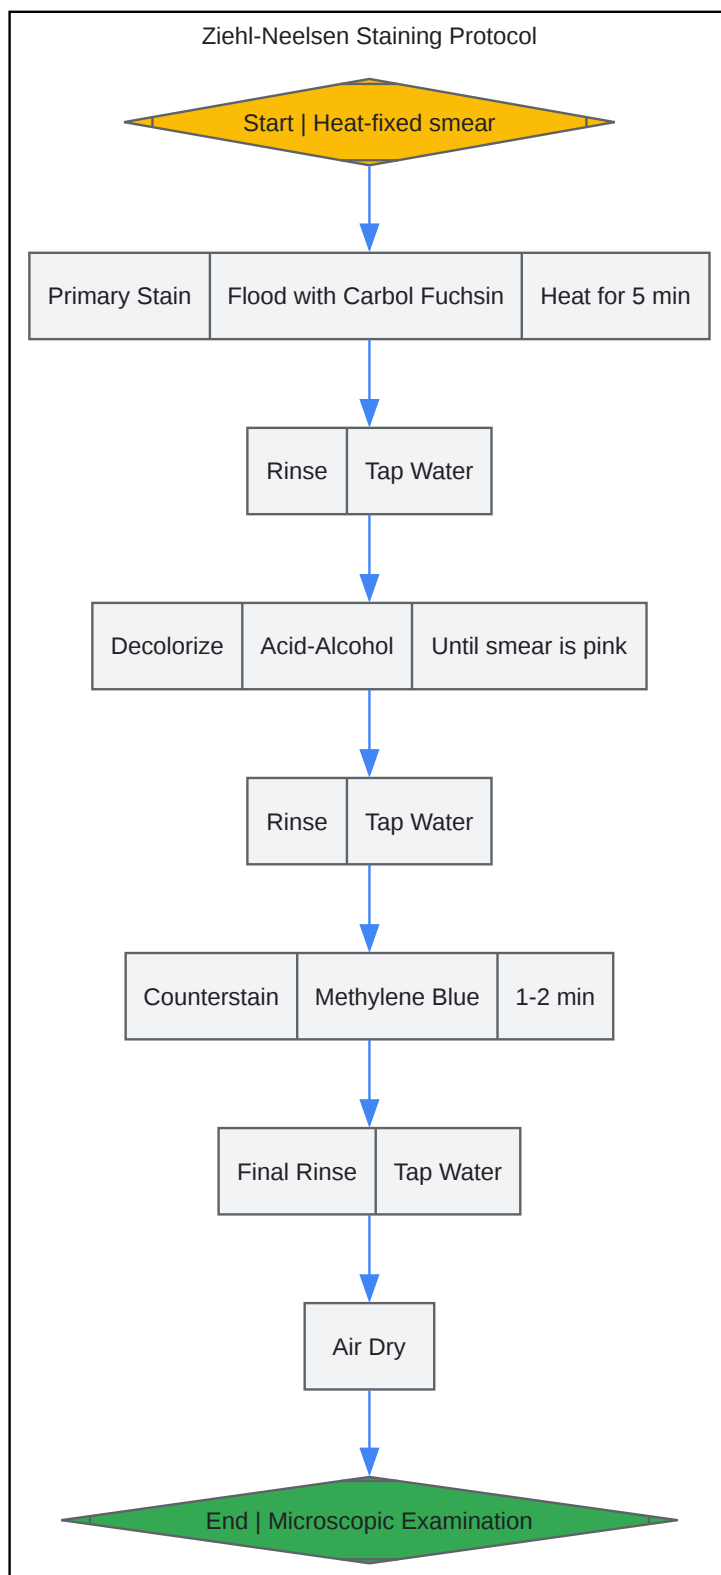 Ziehl-Neelsen Staining Protocol
Start | Heat-fixed smear
Primary Stain
Flood with Carbol Fuchsin
Heat for 5 min
Rinse
Tap Water
Decolorize
Acid-Alcohol
Until smear is pink
Rinse
Tap Water
Counterstain
Methylene Blue
1-2 min
Final Rinse
Tap Water
Air Dry
End | Microscopic Examination